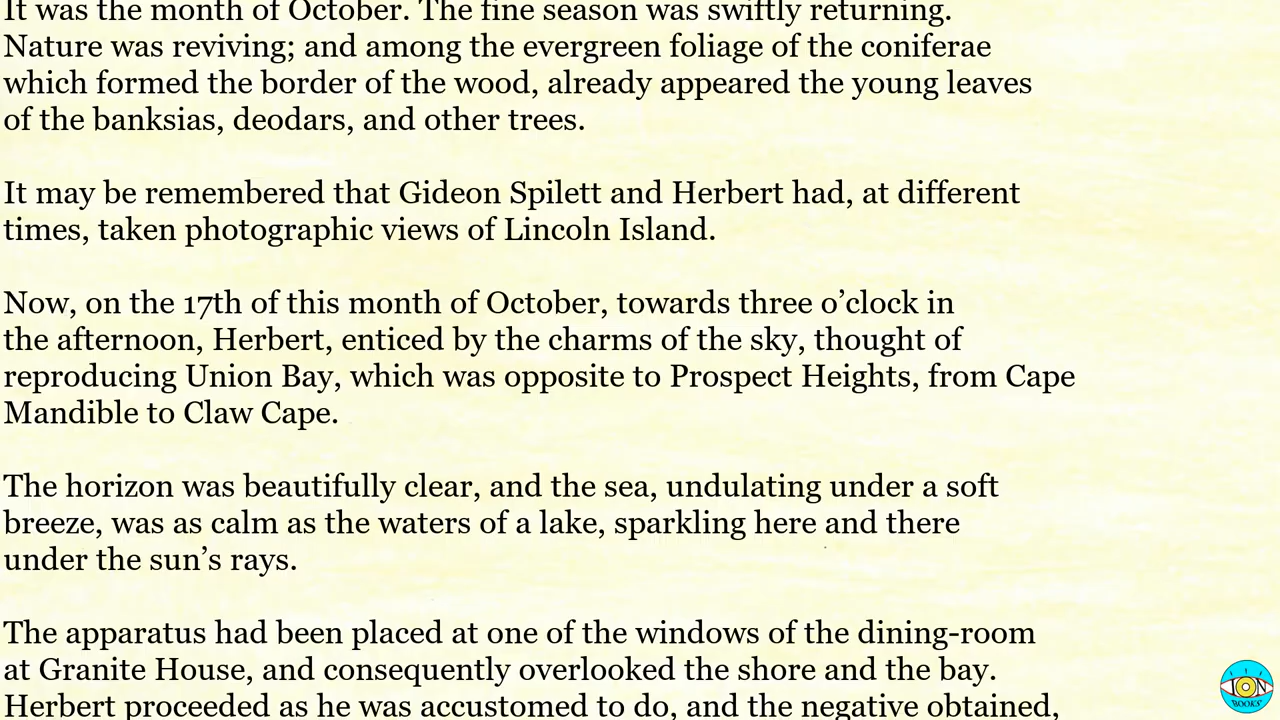 It was the month of October. The fine season was swiftly returning.
Nature was reviving; and among the evergreen foliage of the coniferae
which formed the border of the wood, already appeared the young leaves
of the banksias, deodars, and other trees.
It may be remembered that Gideon Spilett and Herbert had, at different
times, taken photographic views of Lincoln Island.
Now, on the 17th of this month of October, towards three o’clock in
the afternoon, Herbert, enticed by the charms of the sky, thought of
reproducing Union Bay, which was opposite to Prospect Heights, from Cape
Mandible to Claw Cape.
The horizon was beautifully clear, and the sea, undulating under a soft
breeze, was as calm as the waters of a lake, sparkling here and there
under the sun’s rays.
The apparatus had been placed at one of the windows of the dining-room
at Granite House, and consequently overlooked the shore and the bay.
Herbert proceeded as he was accustomed to do, and the negative obtained,
ION
BOOKS